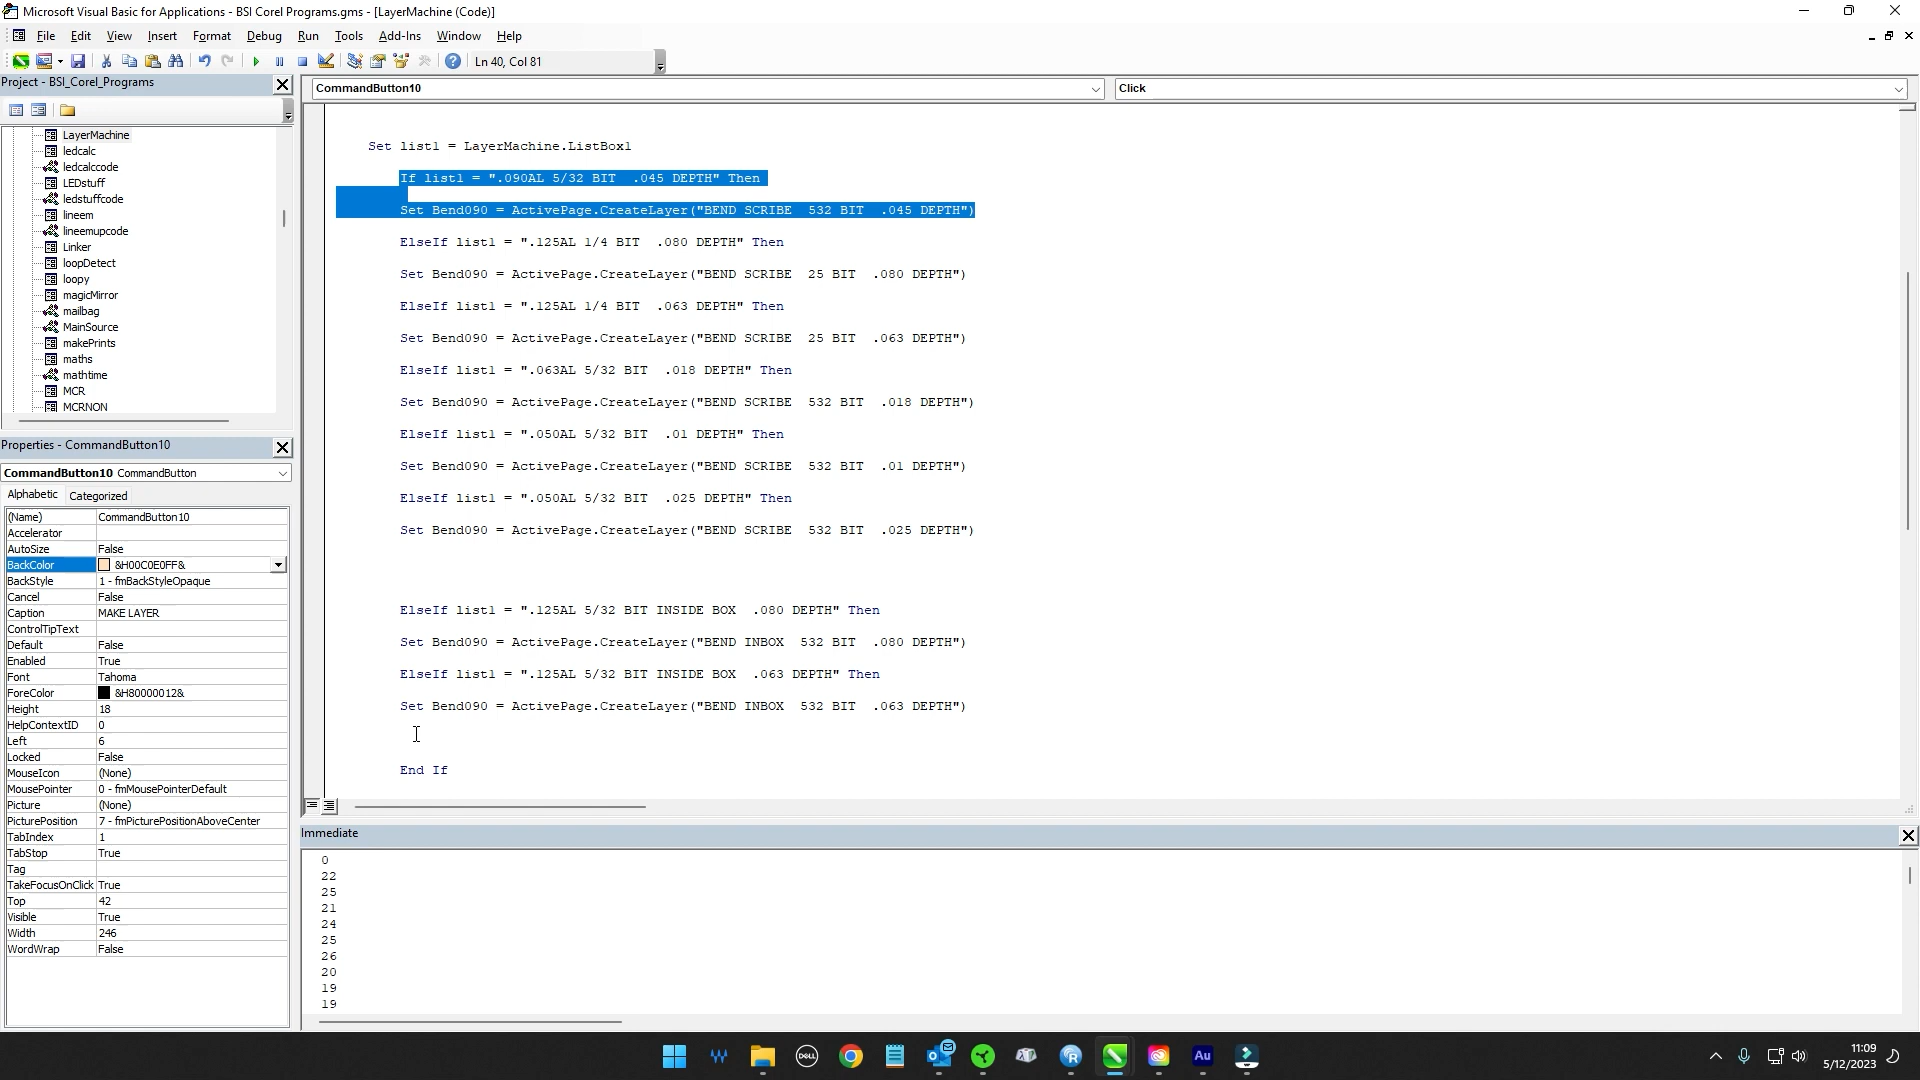 Microsoft Visual Basic for Applications - BSI Corel Programs.gms - [LayerMachine (Code)]
File Edit View Insert Format Debug Run Tools Add-Ins Window Help
Ln 40, Col 81
Project - BSI_Corel_Programs
LayerMachine
ledcalc
ledcalccode
LEDstuff
ledstuffcode
lineem
lineemupcode
Linker
loopDetect
loopy
magicMirror
mailbag
MainSource
makePrints
maths
mathtime
MCR
MCRNON
Properties - CommandButton10
CommandButton10 CommandButton
Alphabetic Categorized
(Name) CommandButton10
Accelerator
AutoSize False
BackColor &H00C0E0FF&
BackStyle 1 - fmBackStyleOpaque
Cancel False
Caption MAKE LAYER
ControlTipText
Default False
Enabled True
Font Tahoma
ForeColor &H80000012&
Height 18
HelpContextID 0
Left 6
Locked False
MouseIcon (None)
MousePointer 0 - fmMousePointerDefault
Picture (None)
PicturePosition 7 - fmPicturePositionAboveCenter
TabIndex 1
TabStop True
Tag
TakeFocusOnClick True
Top 42
Visible True
Width 246
WordWrap False
CommandButton10 Click
Set list1 = LayerMachine.ListBox1
If list1 = ".090AL 5/32 BIT  .045 DEPTH" Then
Set Bend090 = ActivePage.CreateLayer("BEND SCRIBE  532 BIT  .045 DEPTH")
ElseIf list1 = ".125AL 1/4 BIT  .080 DEPTH" Then
Set Bend090 = ActivePage.CreateLayer("BEND SCRIBE  25 BIT  .080 DEPTH")
ElseIf list1 = ".125AL 1/4 BIT  .063 DEPTH" Then
Set Bend090 = ActivePage.CreateLayer("BEND SCRIBE  25 BIT  .063 DEPTH")
ElseIf list1 = ".063AL 5/32 BIT  .018 DEPTH" Then
Set Bend090 = ActivePage.CreateLayer("BEND SCRIBE  532 BIT  .018 DEPTH")
ElseIf list1 = ".050AL 5/32 BIT  .01 DEPTH" Then
Set Bend090 = ActivePage.CreateLayer("BEND SCRIBE  532 BIT  .01 DEPTH")
ElseIf list1 = ".050AL 5/32 BIT  .025 DEPTH" Then
Set Bend090 = ActivePage.CreateLayer("BEND SCRIBE  532 BIT  .025 DEPTH")
ElseIf list1 = ".125AL 5/32 BIT INSIDE BOX  .080 DEPTH" Then
Set Bend090 = ActivePage.CreateLayer("BEND INBOX  532 BIT  .080 DEPTH")
ElseIf list1 = ".125AL 5/32 BIT INSIDE BOX  .063 DEPTH" Then
Set Bend090 = ActivePage.CreateLayer("BEND INBOX  532 BIT  .063 DEPTH")
End If
Immediate
0
22
25
21
24
25
26
20
19
19
DELL
Au
11:09
5/12/2023